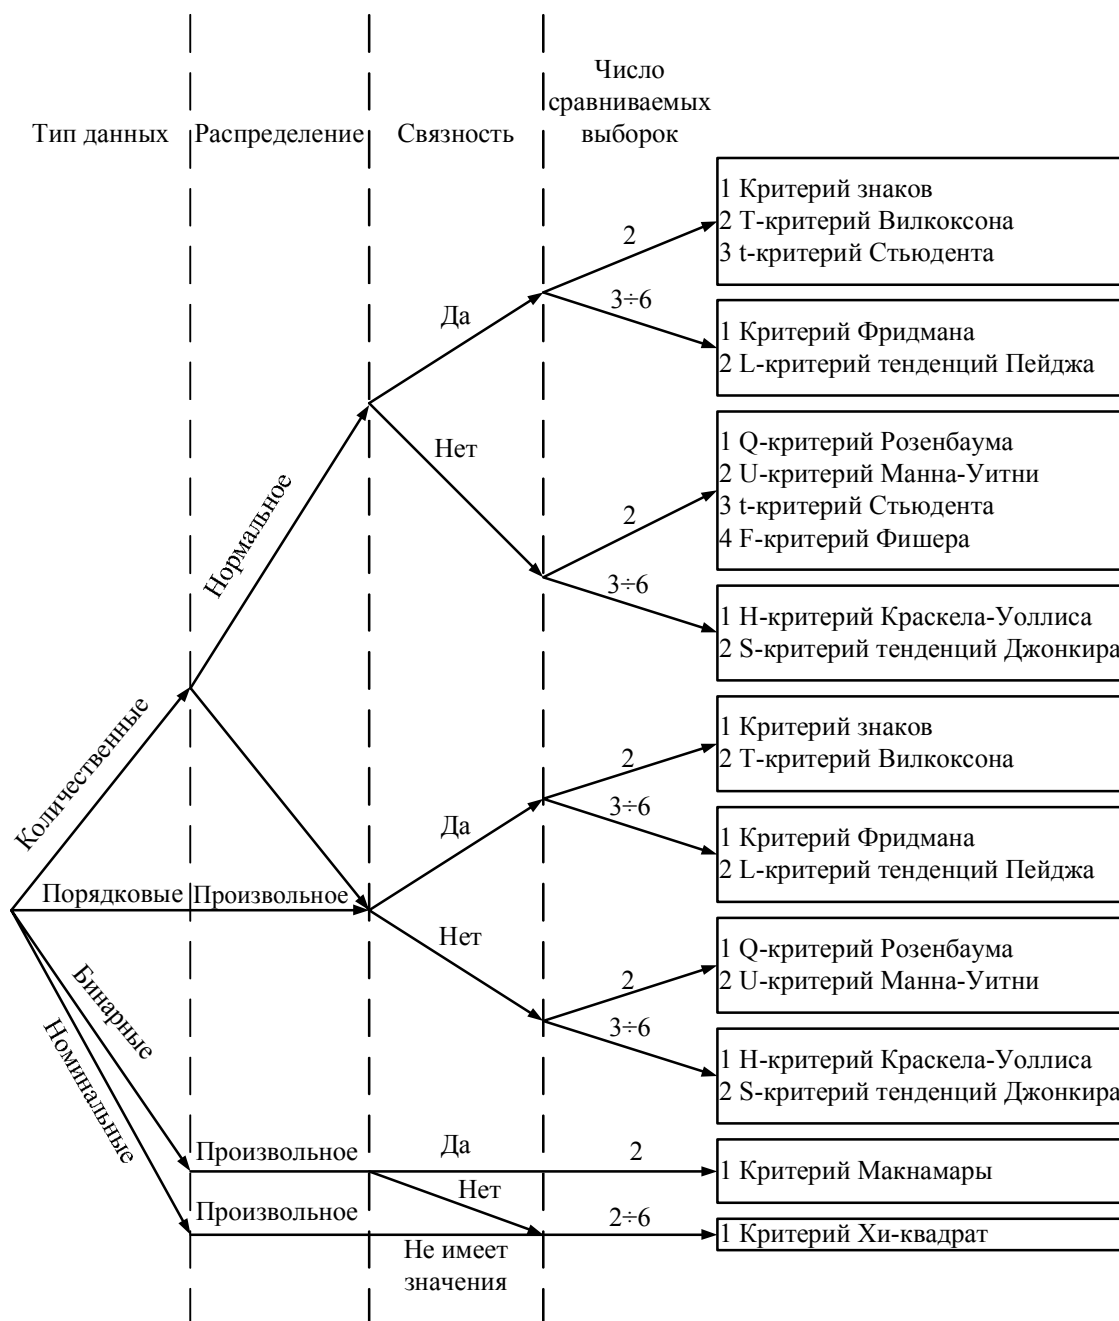 Число
сравниваемых
выборок
Тип данных
Распределение
Связность
1 Критерий знаков
2 T-критерий Вилкоксона
3 t-критерий Стьюдента
2
Да
3÷6
1 Критерий Фридмана
2 L-критерий тенденций Пейджа
Нет
1 Q-критерий Розенбаума
2 U-критерий Манна-Уитни
3 t-критерий Стьюдента
4 F-критерий Фишера
2
Нормальное
3÷6
1 H-критерий Краскела-Уоллиса
2 S-критерий тенденций Джонкира
Количественные
1 Критерий знаков
2 T-критерий Вилкоксона
2
Да
3÷6
1 Критерий Фридмана
2 L-критерий тенденций Пейджа
Порядковые
Произвольное
Нет
1 Q-критерий Розенбаума
2 U-критерий Манна-Уитни
2
Бинарные
3÷6
1 H-критерий Краскела-Уоллиса
2 S-критерий тенденций Джонкира
Номинальные
Произвольное
Да
2
1 Критерий Макнамары
Нет
Произвольное
2÷6
1 Критерий Хи-квадрат
Не имеет
значения